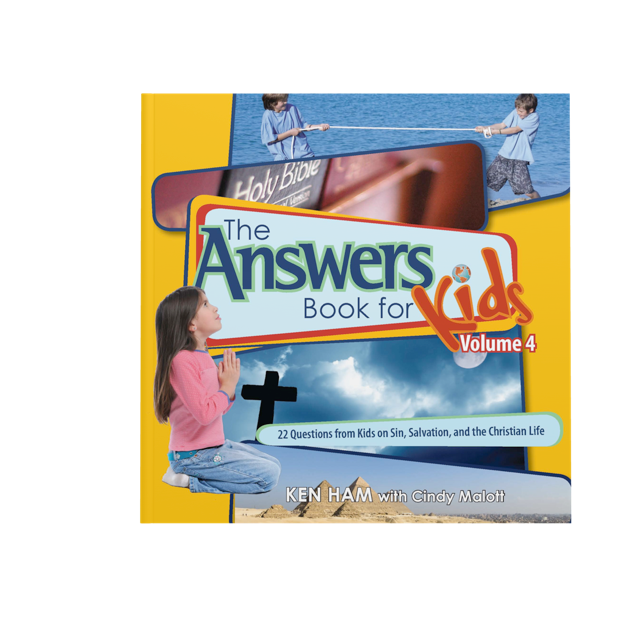 Holy Bible
The
Answers
Book for
Kids
Volume 4
22 Questions from Kids on Sin, Salvation, and the Christian Life
KEN HAM with Cindy Malott